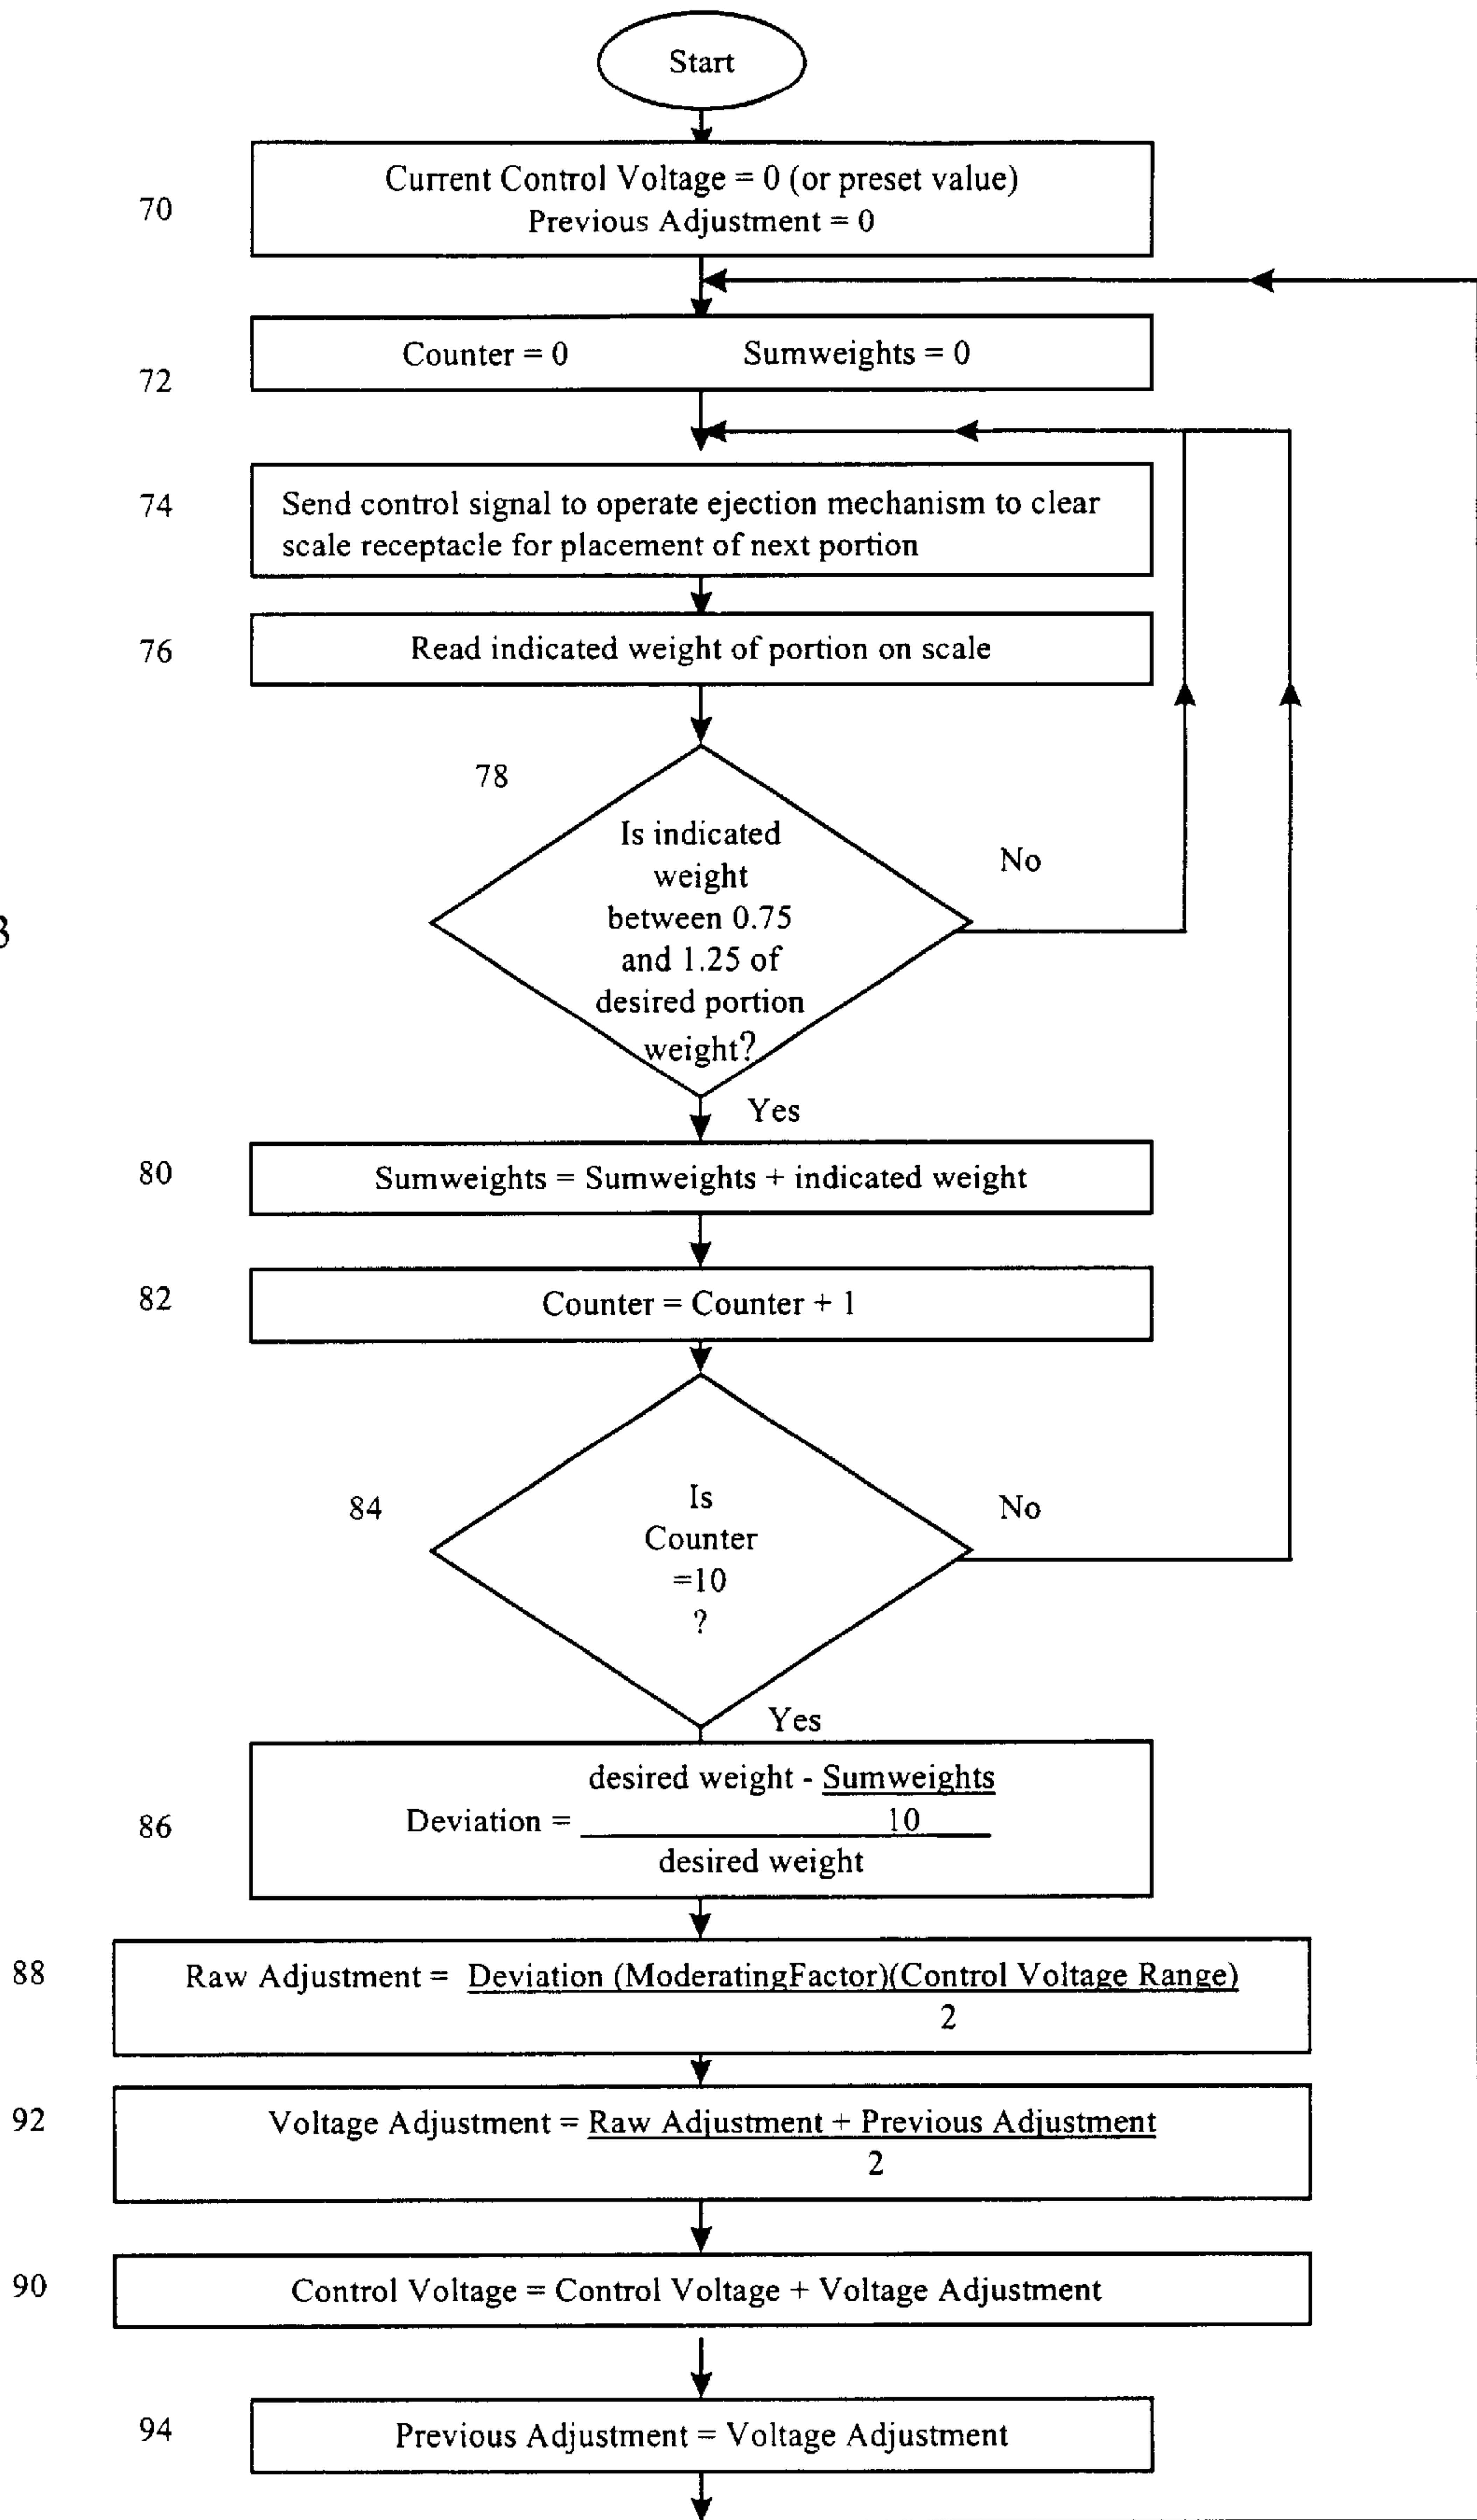 Start
70
Current Control Voltage = 0 (or preset value)
Previous Adjustment = 0
72
Counter = 0 Sumweights = 0
74
Send control signal to operate ejection mechanism to clear
scale receptacle for placement of next portion
76
Read indicated weight of portion on scale
78
Is indicated
weight
between 0.75
and 1.25 of
desired portion
weight?
No
Yes
80
Sumweights = Sumweights + indicated weight
82
Counter = Counter + 1
84
Is
Counter
=10
?
No
Yes
86
desired weight - Sumweights
Deviation = 10
desired weight
88
Raw Adjustment = Deviation (ModeratingFactor)(Control Voltage Range)
2
92
Voltage Adjustment = Raw Adjustment + Previous Adjustment
2
90
Control Voltage = Control Voltage + Voltage Adjustment
94
Previous Adjustment = Voltage Adjustment